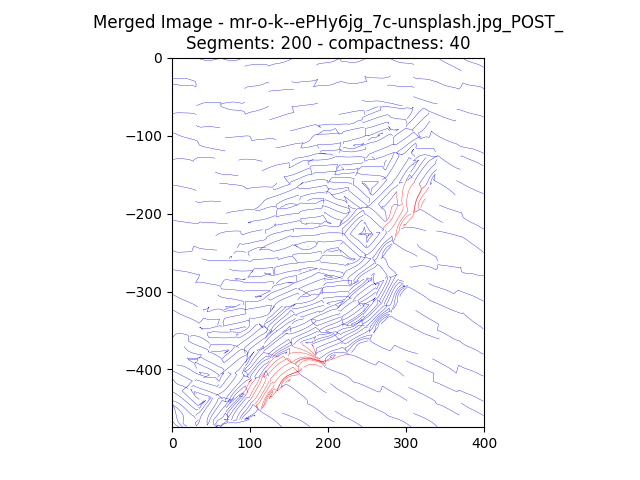 Merged Image - mr-o-k--ePHy6jg_7c-unsplash.jpg_POST_
Segments: 200 - compactness: 40
0
−100
−200
−300
−400
0 100 200 300 400